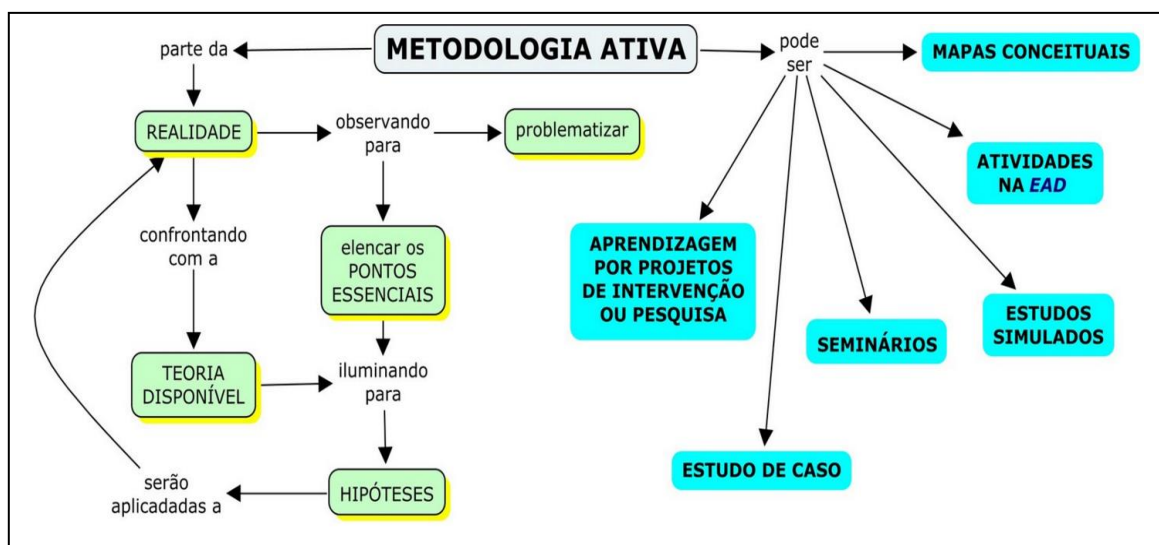 METODOLOGIA ATIVA
parte da
REALIDADE
observando
para
problematizar
confrontando
com a
elencar os
PONTOS
ESSENCIAIS
TEORIA
DISPONÍVEL
iluminando
para
HIPÓTESES
serão
aplicadadas a
pode
ser
MAPAS CONCEITUAIS
ATIVIDADES
NA EAD
APRENDIZAGEM
POR PROJETOS
DE INTERVENÇÃO
OU PESQUISA
SEMINÁRIOS
ESTUDOS
SIMULADOS
ESTUDO DE CASO